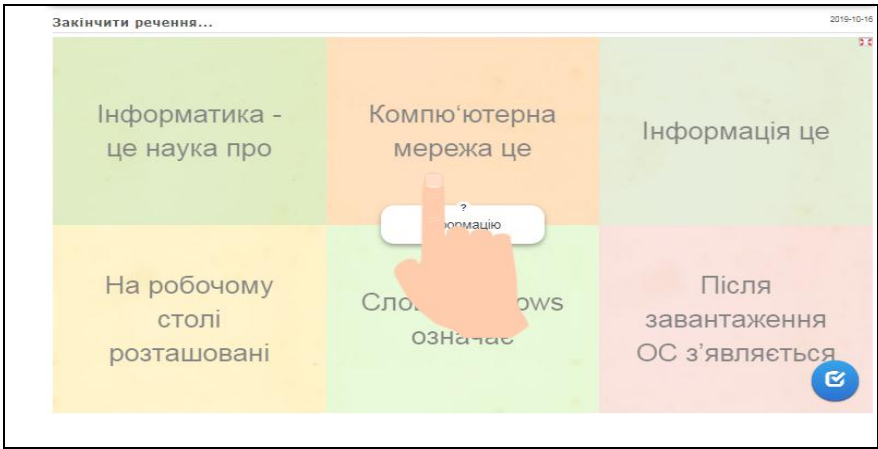 Закінчити речення...
2019-10-16
Інформатика -
це наука про
Компю‘ютерна
мережа це
Інформація це
?
На робочому
столі
розташовані
означає
Після
завантаження
ОС з’являється